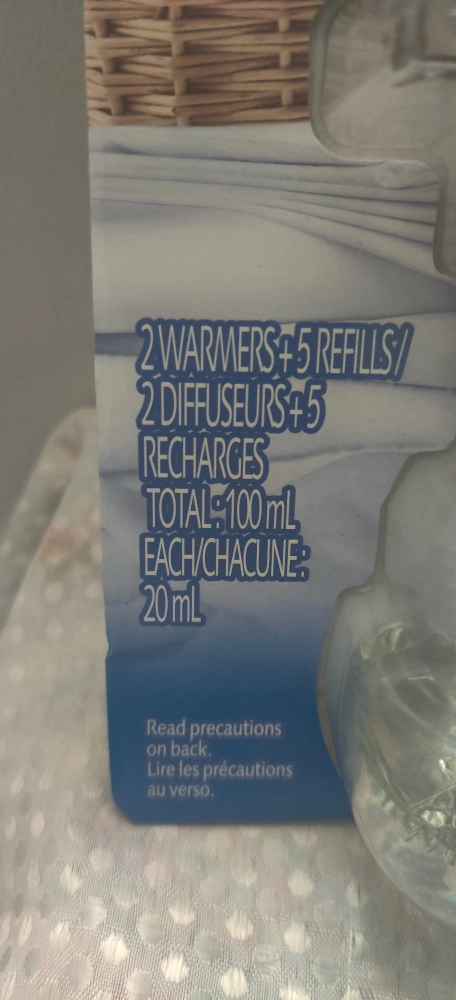 2 WARMERS + 5 REFILLS /
2 DIFFUSEURS + 5
RECHARGES
TOTAL : 100 mL
EACH/CHACUNE :
20 mL
Read precautions
on back.
Lire les précautions
au verso.